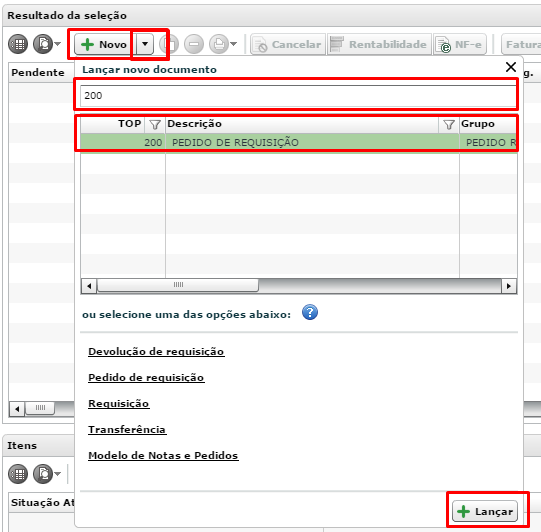 Resultado da seleção
Novo
Cancelar
Rentabilidade
NF-e
Pendente
Lançar novo documento
g.
200
TOP
Descrição
Grupo
200
PEDIDO DE REQUISIÇÃO
PEDIDO R
ou selecione uma das opções abaixo:
?
Devolução de requisição
Pedido de requisição
Requisição
Transferência
Modelo de Notas e Pedidos
Itens
Situação At
Lançar